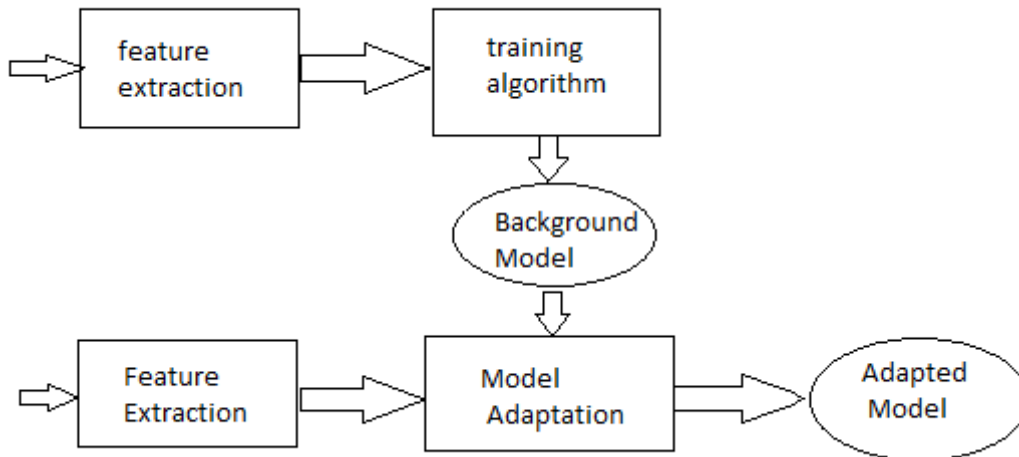 feature
extraction
training
algorithm
Background
Model
Feature
Extraction
Model
Adaptation
Adapted
Model